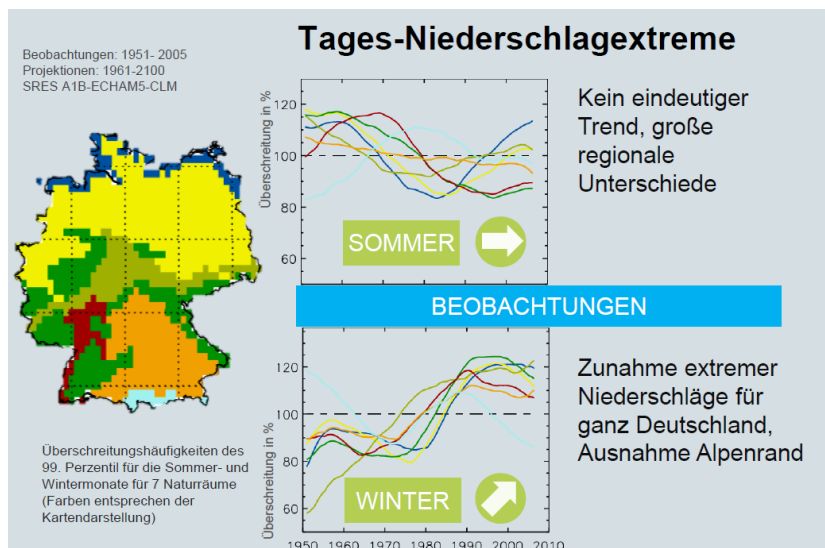 Tages-Niederschlagextreme
Beobachtungen: 1951- 2005
Projektionen: 1961-2100
SRES A1B-ECHAM5-CLM
Überschreitung in %
120
100
80
60
SOMMER
Kein eindeutiger
Trend, große
regionale
Unterschiede
BEOBACHTUNGEN
Überschreitung in %
120
100
80
60
WINTER
1950 1960 1970 1980 1990 2000 2010
Zunahme extremer
Niederschläge für
ganz Deutschland,
Ausnahme Alpenrand
Überschreitungshäufigkeiten des
99. Perzentil für die Sommer- und
Wintermonate für 7 Naturräume
(Farben entsprechen der
Kartendarstellung)